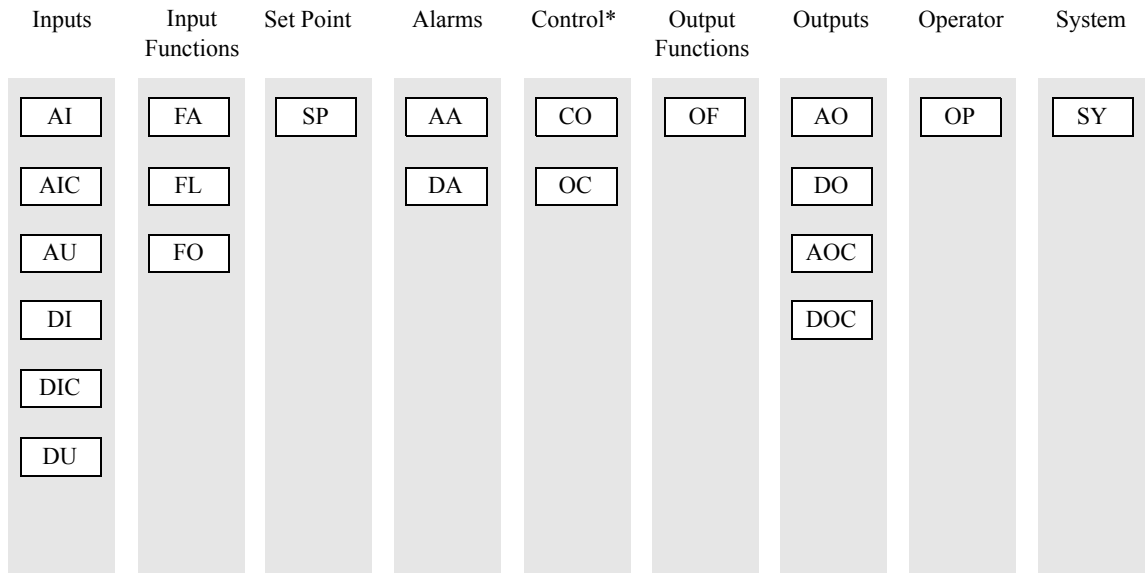 Inputs
Input
Functions
Set Point
Alarms
Control*
Output
Functions
Outputs
Operator
System
AI
FA
SP
AA
CO
OF
AO
OP
SY
AIC
FL
DA
OC
DO
AU
FO
AOC
DI
DOC
DIC
DU